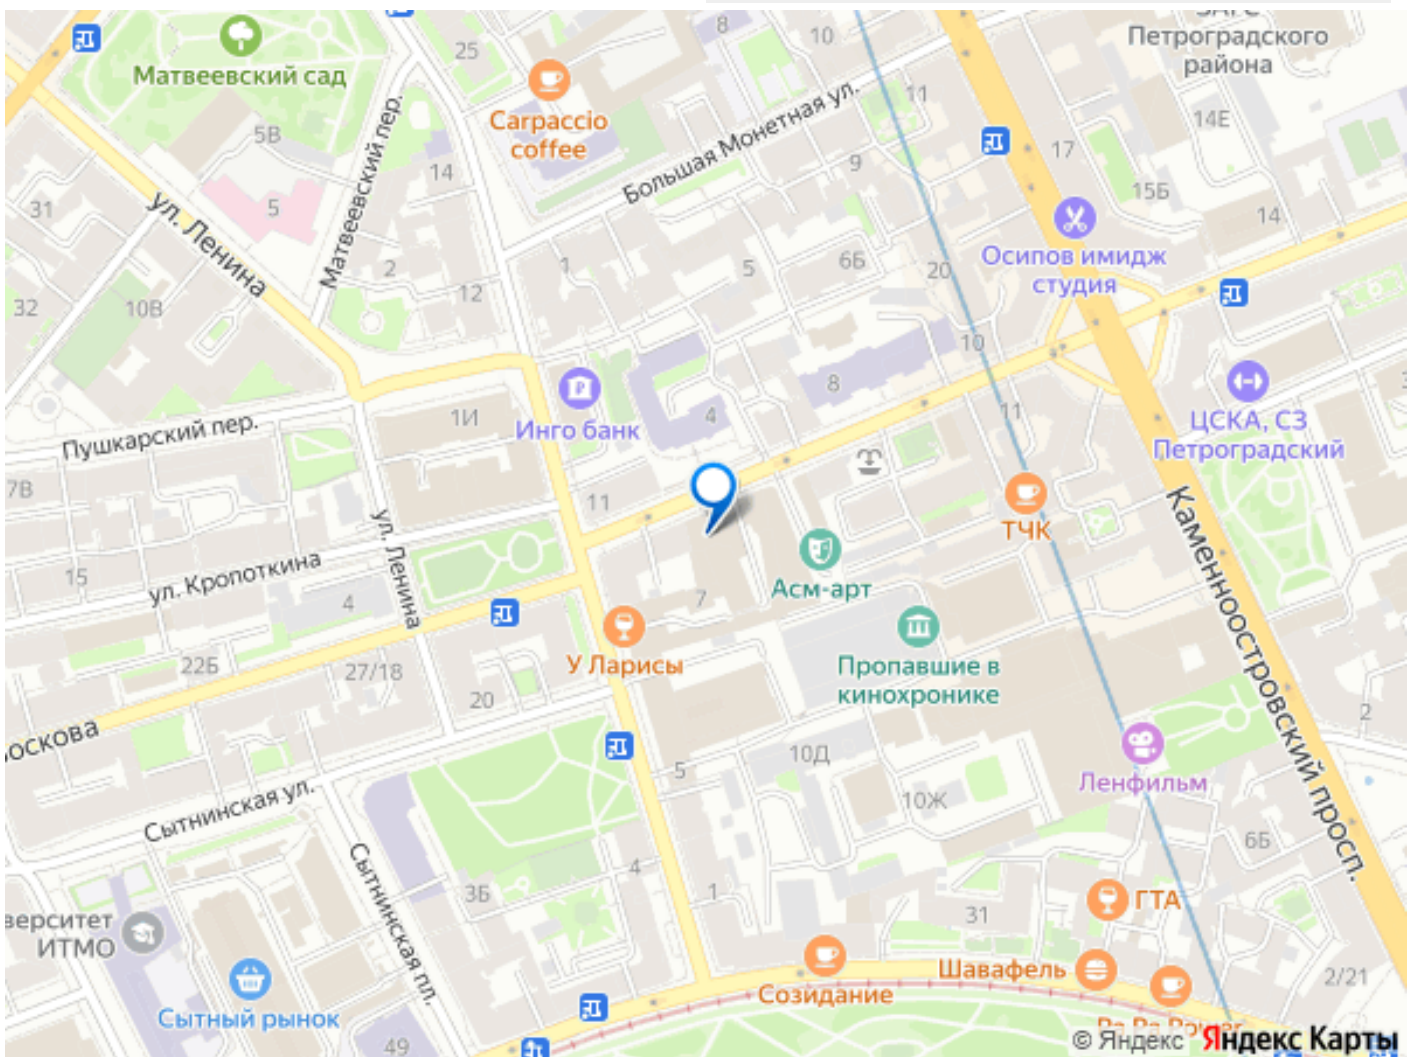 ЗАГС
Петроградского
района
Матвеевский сад
25
8
10
Carpaccio
coffee
Большая Монетная ул.
11
14Е
5В
Матвеевский пер.
14
9
17
15Б
31
5
ул. Ленина
14
Осипов имидж
студия
2
1
5
6Б
20
32
10В
12
10
8
Инго банк
1И
4
11
ЦСКА, СЗ
Петроградский
3
Пушкарский пер.
7В
11
ТЧК
Каменноостровский просп.
ул. Ленина
15
ул. Кропоткина
4
7
Асм-арт
У Ларисы
Пропавшие в
кинохронике
22Б
27/18
20
2
оскова
5
10Д
Ленфильм
Сытнинская ул.
10Ж
6Б
Сытнинская пл.
3Б
4
1
31
ГТА
верситет
ИТМО
Шавафель
2/21
Созидание
Сытный рынок
49
© Яндекс Яндекс Карты